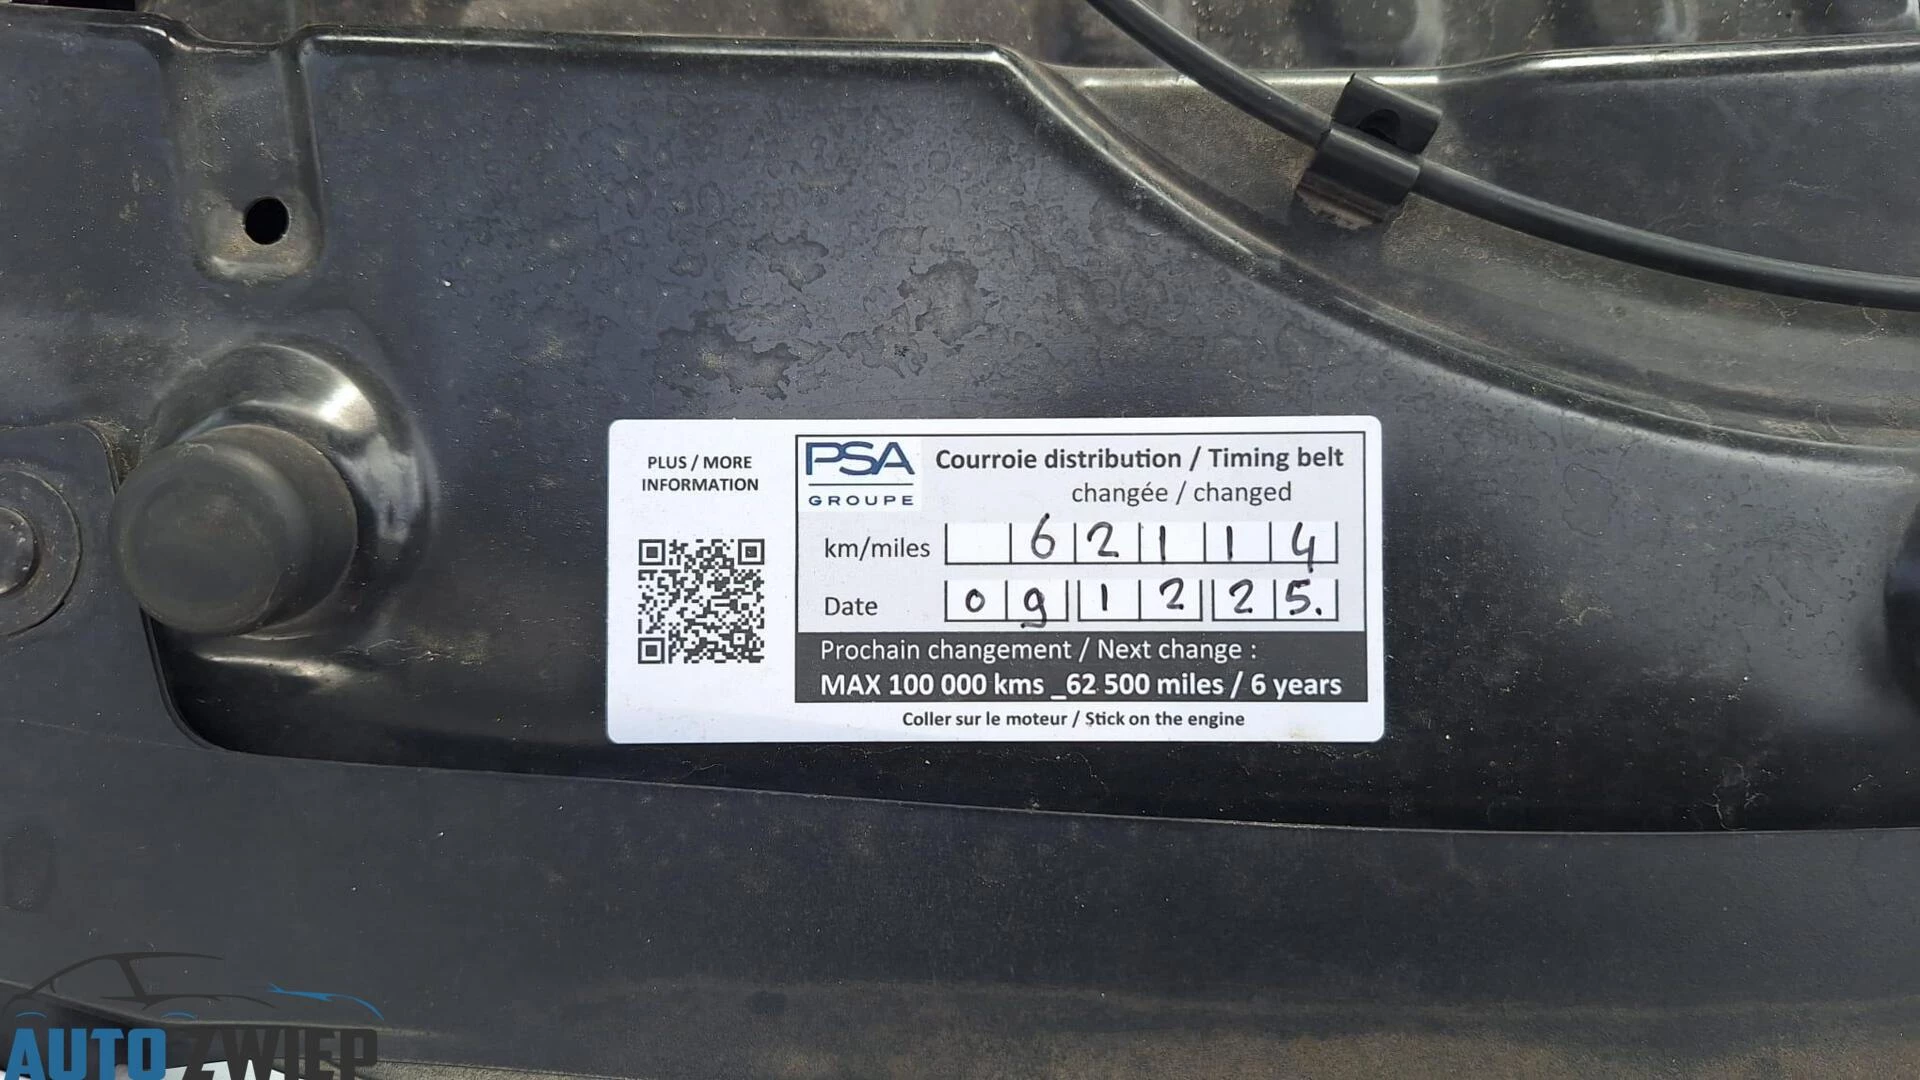 PLUS / MORE
INFORMATION
PSA
GROUPE
Courroie distribution / Timing belt
changée / changed
km/miles 62114
Date 09 12 25.
Prochain changement / Next change :
MAX 100 000 kms _62 500 miles / 6 years
Coller sur le moteur / Stick on the engine
AUTO ZWIEP